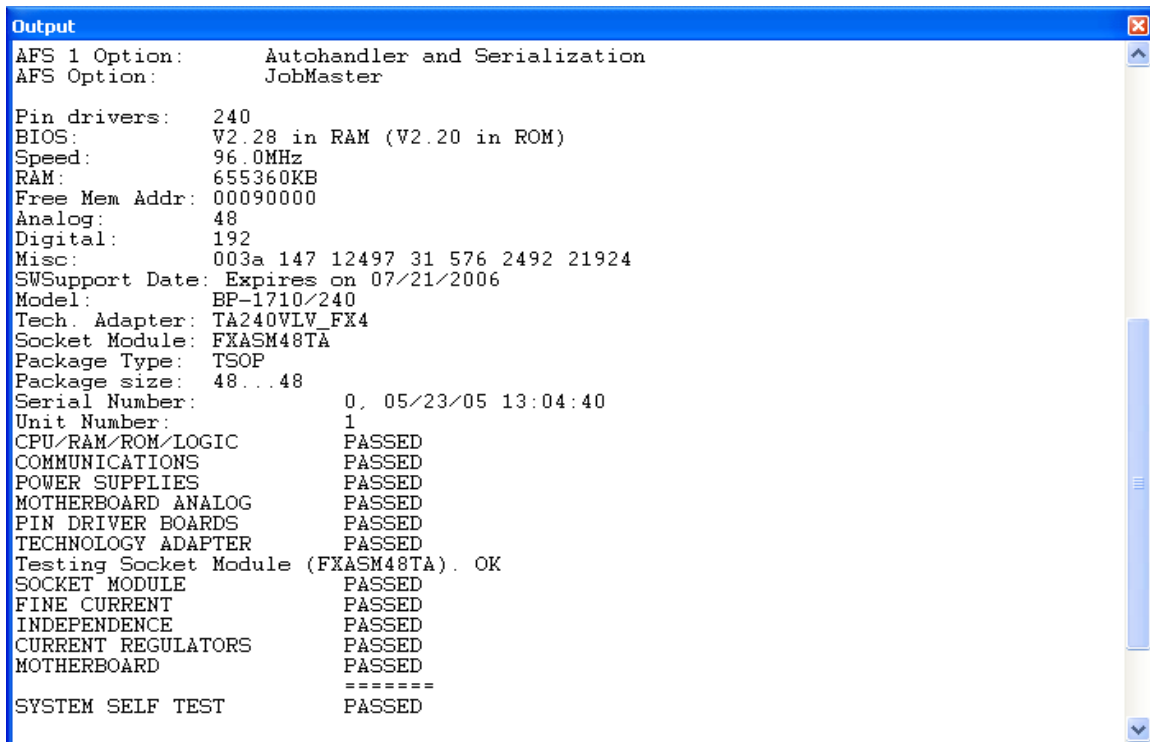 Output
AFS 1 Option: Autohandler and Serialization
AFS Option: JobMaster
Pin drivers: 240
BIOS: V2.28 in RAM (V2.20 in ROM)
Speed: 96.0MHz
RAM: 655360KB
Free Mem Addr: 00090000
Analog: 48
Digital: 192
Misc: 003a 147 12497 31 576 2492 21924
SWSupport Date: Expires on 07/21/2006
Model: BP-1710/240
Tech. Adapter: TA240VLV_FX4
Socket Module: FXASM48TA
Package Type: TSOP
Package size: 48...48
Serial Number: 0, 05/23/05 13:04:40
Unit Number: 1
CPU/RAM/ROM/LOGIC PASSED
COMMUNICATIONS PASSED
POWER SUPPLIES PASSED
MOTHERBOARD ANALOG PASSED
PIN DRIVER BOARDS PASSED
TECHNOLOGY ADAPTER PASSED
Testing Socket Module (FXASM48TA). OK
SOCKET MODULE PASSED
FINE CURRENT PASSED
INDEPENDENCE PASSED
CURRENT REGULATORS PASSED
MOTHERBOARD PASSED
=======
SYSTEM SELF TEST PASSED